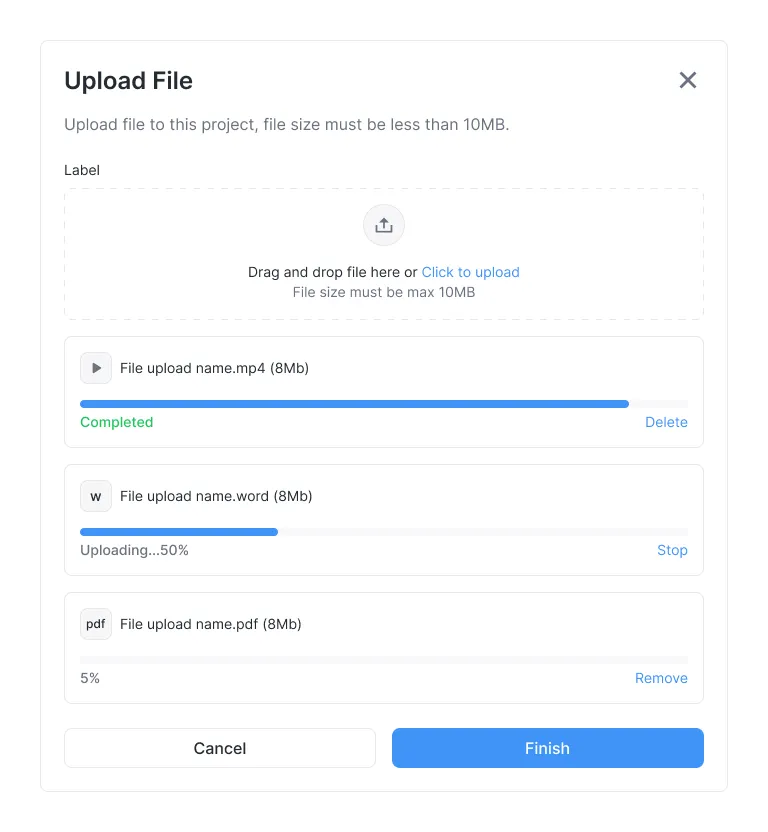 Upload File
Upload file to this project, file size must be less than 10MB.
Label
Drag and drop file here or Click to upload
File size must be max 10MB
File upload name.mp4 (8Mb)
Completed
Delete
w
File upload name.word (8Mb)
Uploading...50%
Stop
pdf
File upload name.pdf (8Mb)
5%
Remove
Cancel
Finish